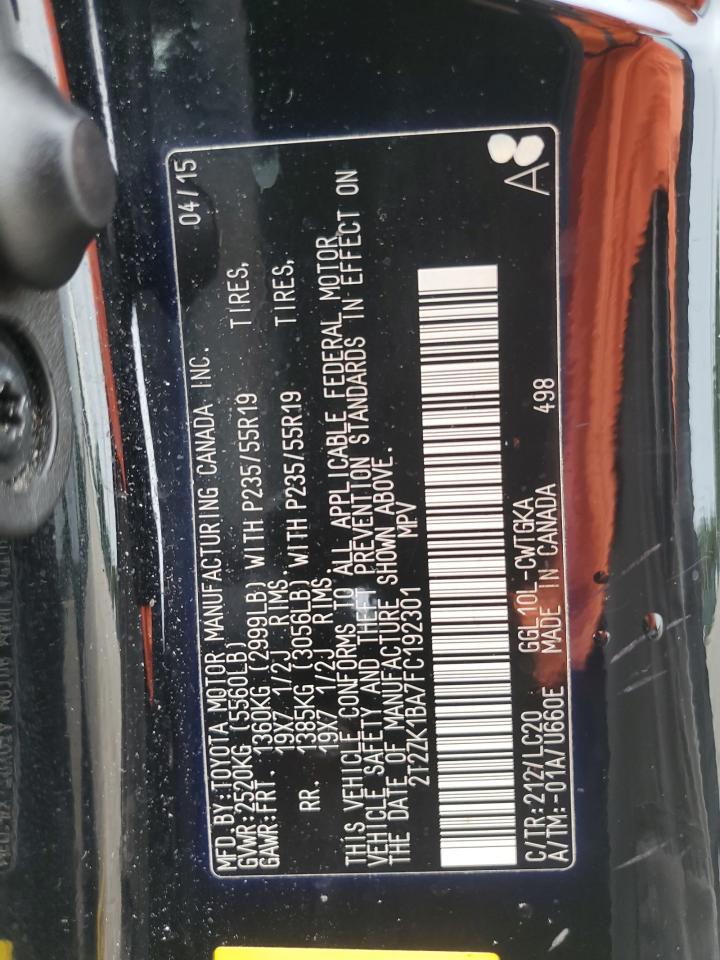 MFD.BY:TOYOTA MOTOR MANUFACTURING CANADA INC. 04/15
GVWR:2520KG (5560LB)
GAWR:FRT. 1360KG (2999LB) WITH P235/55R19 TIRES,
19X7 1/2J RIMS
RR. 1385KG (3056LB) WITH P235/55R19 TIRES,
19X7 1/2J RIMS
THIS VEHICLE CONFORMS TO ALL APPLICABLE FEDERAL MOTOR
VEHICLE SAFETY AND THEFT PREVENTION STANDARDS IN EFFECT ON
THE DATE OF MANUFACTURE SHOWN ABOVE.
2T2ZK1BA7FC192301 MPV
A8
C/TR:212/LC20 GGL10L-CWTGKA 498
A/TM:-01A/U660E MADE IN CANADA